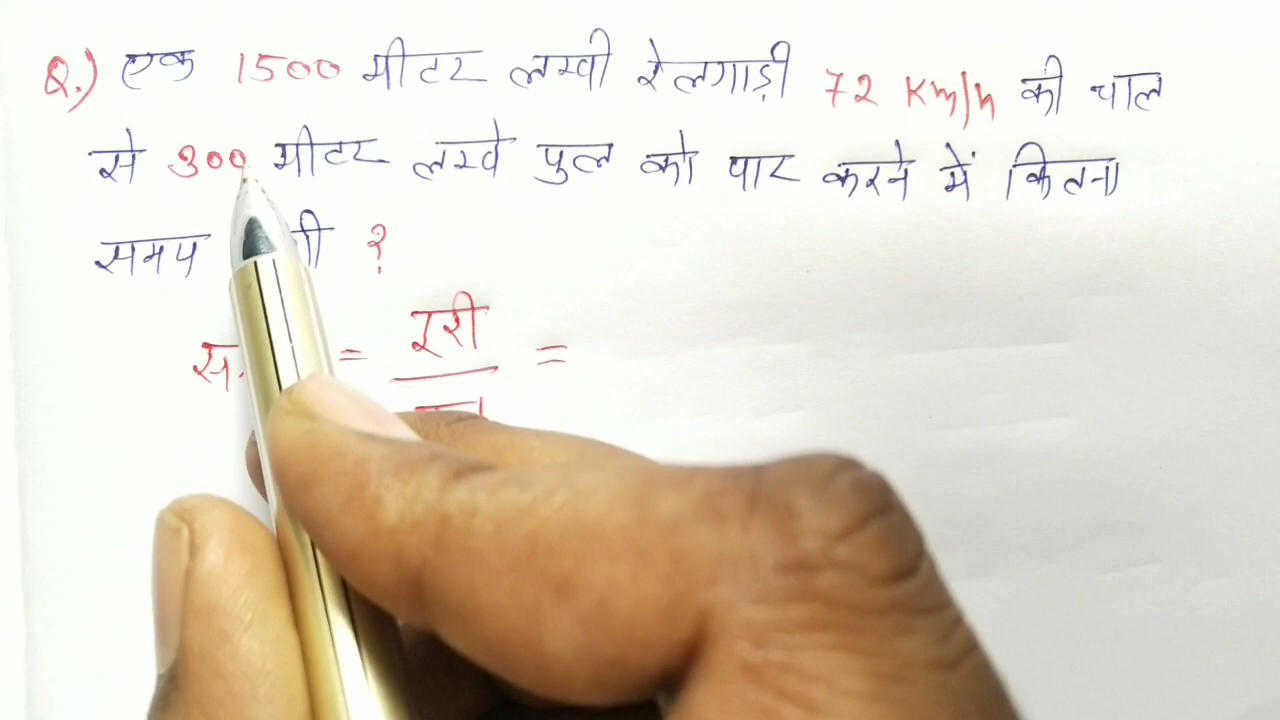 Q.) एक 1500 मीटर लम्बी रेलगाड़ी 72 Km/h की चाल
से 300 मीटर लम्बे पुल को पार करने में कितना
समय ?
= दूरी =